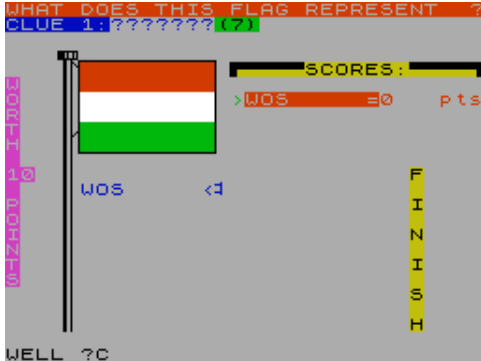 WHAT DOES THIS FLAG REPRESENT ?
CLUE 1:???????(7)
SCORES:
>WOS =0 pts
WORTH 10 POINTS
WOS
FINISH
WELL ?C